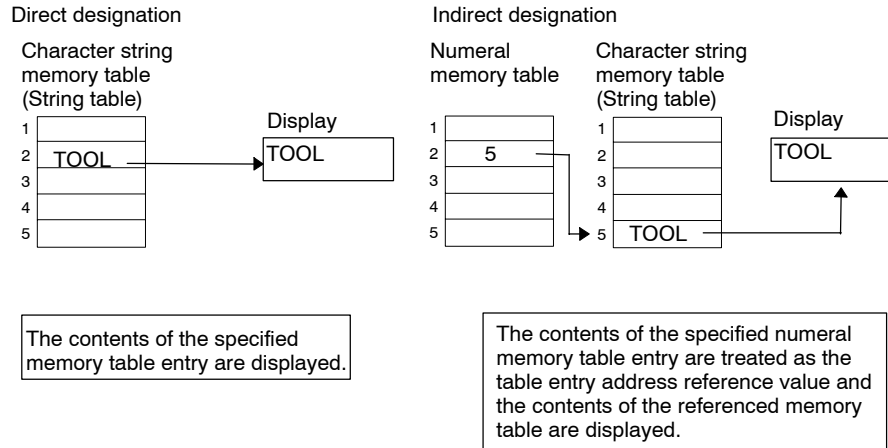 Direct designation
Character string
memory table
(String table)
Display
1
2 TOOL
TOOL
3
4
5
The contents of the specified
memory table entry are displayed.
Indirect designation
Numeral
memory table
Character string
memory table
(String table)
Display
1
2 5
3
4
5
1
2
3
4
5 TOOL
TOOL
The contents of the specified numeral
memory table entry are treated as the
table entry address reference value and
the contents of the referenced memory
table are displayed.